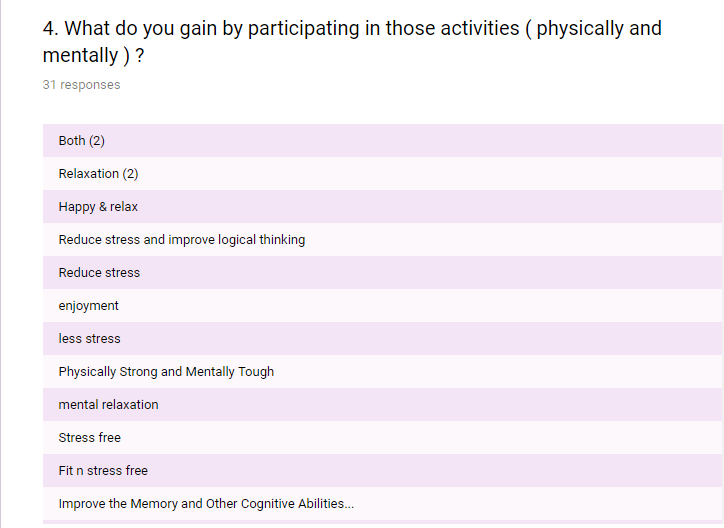 4. What do you gain by participating in those activities ( physically and
mentally ) ?
31 responses
Both (2)
Relaxation (2)
Happy & relax
Reduce stress and improve logical thinking
Reduce stress
enjoyment
less stress
Physically Strong and Mentally Tough
mental relaxation
Stress free
Fit n stress free
Improve the Memory and Other Cognitive Abilities...